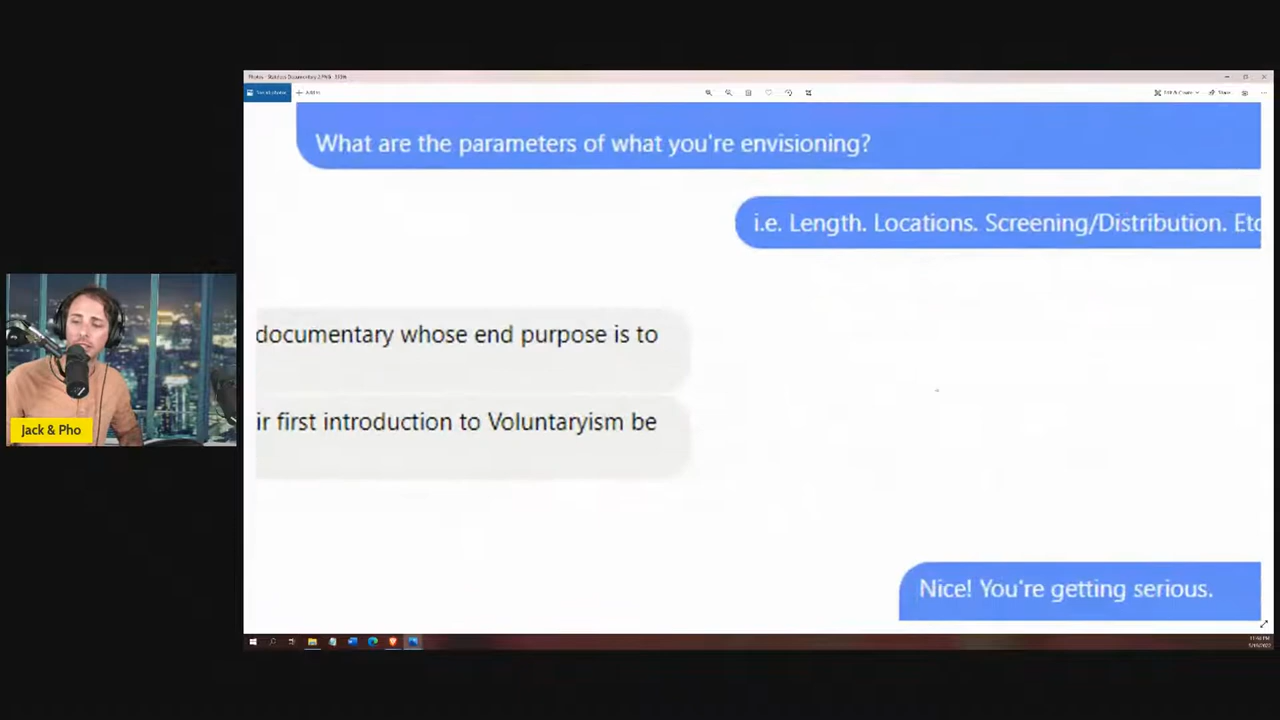 What are the parameters of what you're envisioning?
i.e. Length. Locations. Screening/Distribution. Etc
documentary whose end purpose is to
ir first introduction to Voluntaryism be
Nice! You're getting serious.
Jack & Pho